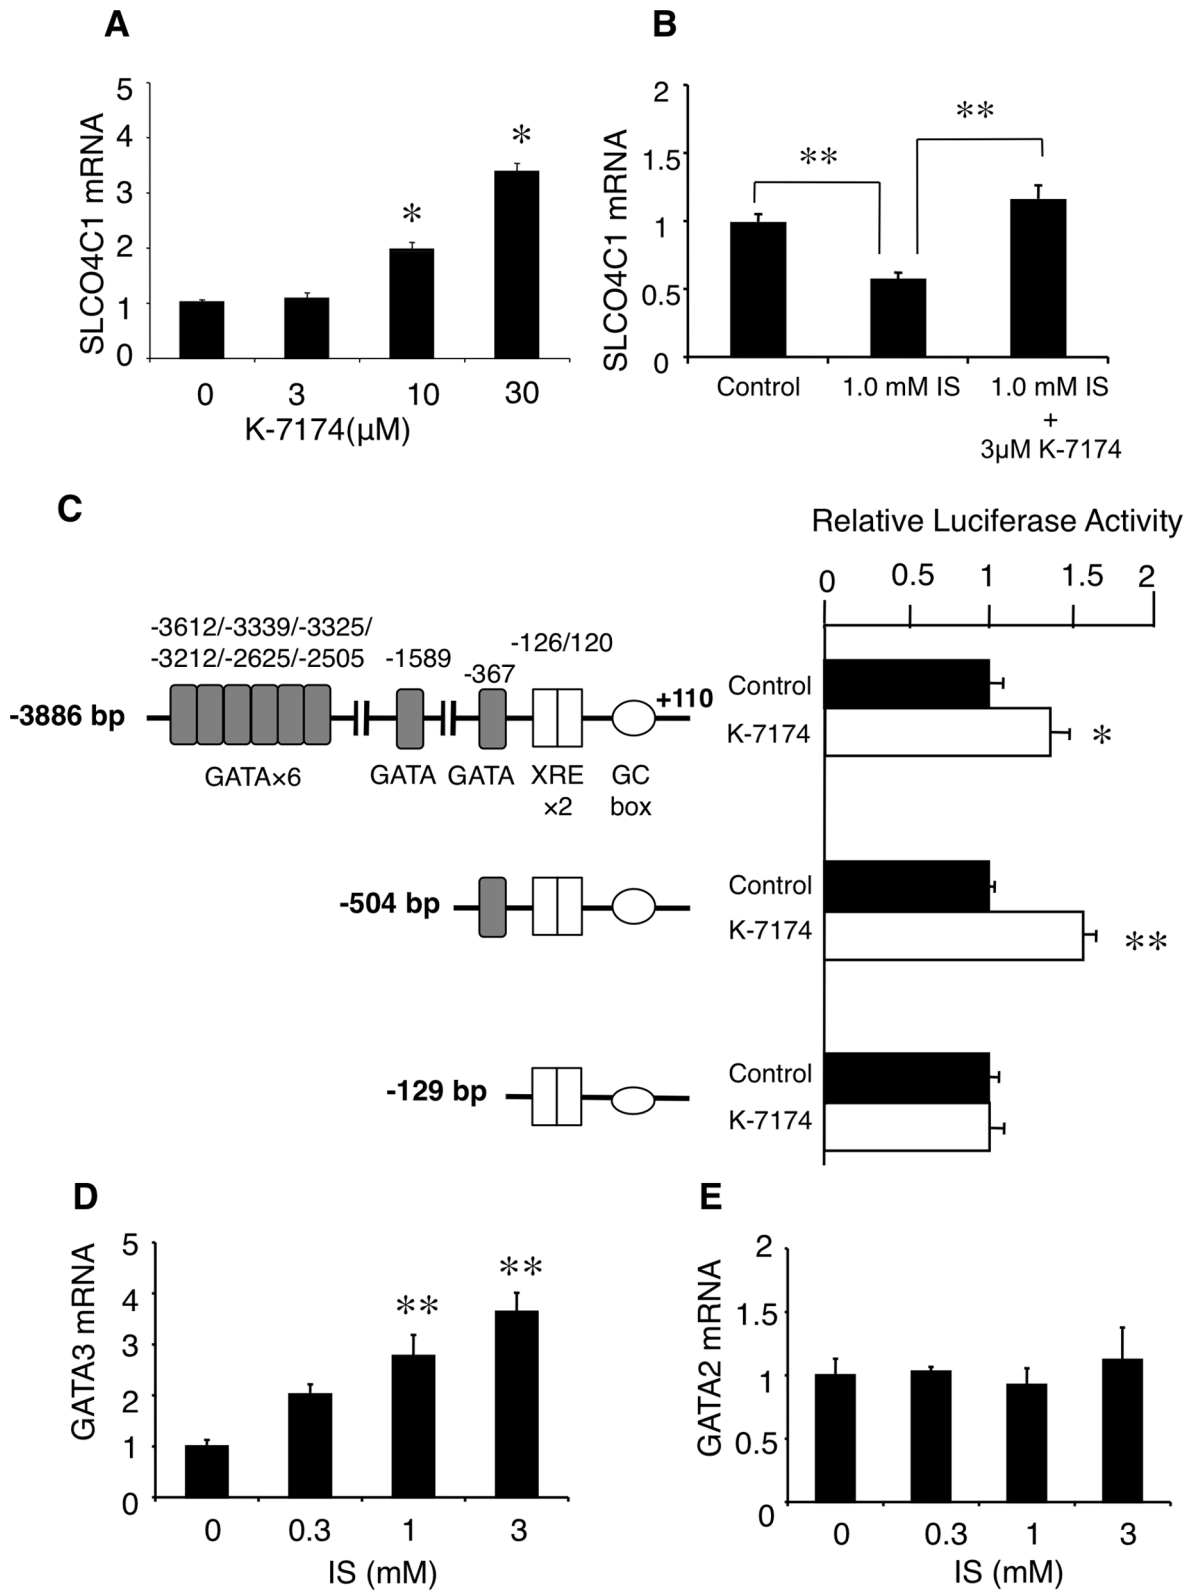 A
SLCO4C1 mRNA
5
4
3
2
1
0
*
*
0 3 10 30
K-7174(μM)
B
SLCO4C1 mRNA
2
1.5
1
0.5
0
**
**
Control
1.0 mM IS
1.0 mM IS
+
3μM K-7174
C
Relative Luciferase Activity
0 0.5 1 1.5 2
-3612/-3339/-3325/
-3212/-2625/-2505
-1589
-367
-126/120
+110
-3886 bp
GATA×6
GATA
GATA
XRE
×2
GC
box
Control
K-7174
*
-504 bp
Control
K-7174
**
-129 bp
Control
K-7174
D
GATA3 mRNA
5
4
3
2
1
0
**
**
0 0.3 1 3
IS (mM)
E
GATA2 mRNA
2
1.5
1
0.5
0
0 0.3 1 3
IS (mM)